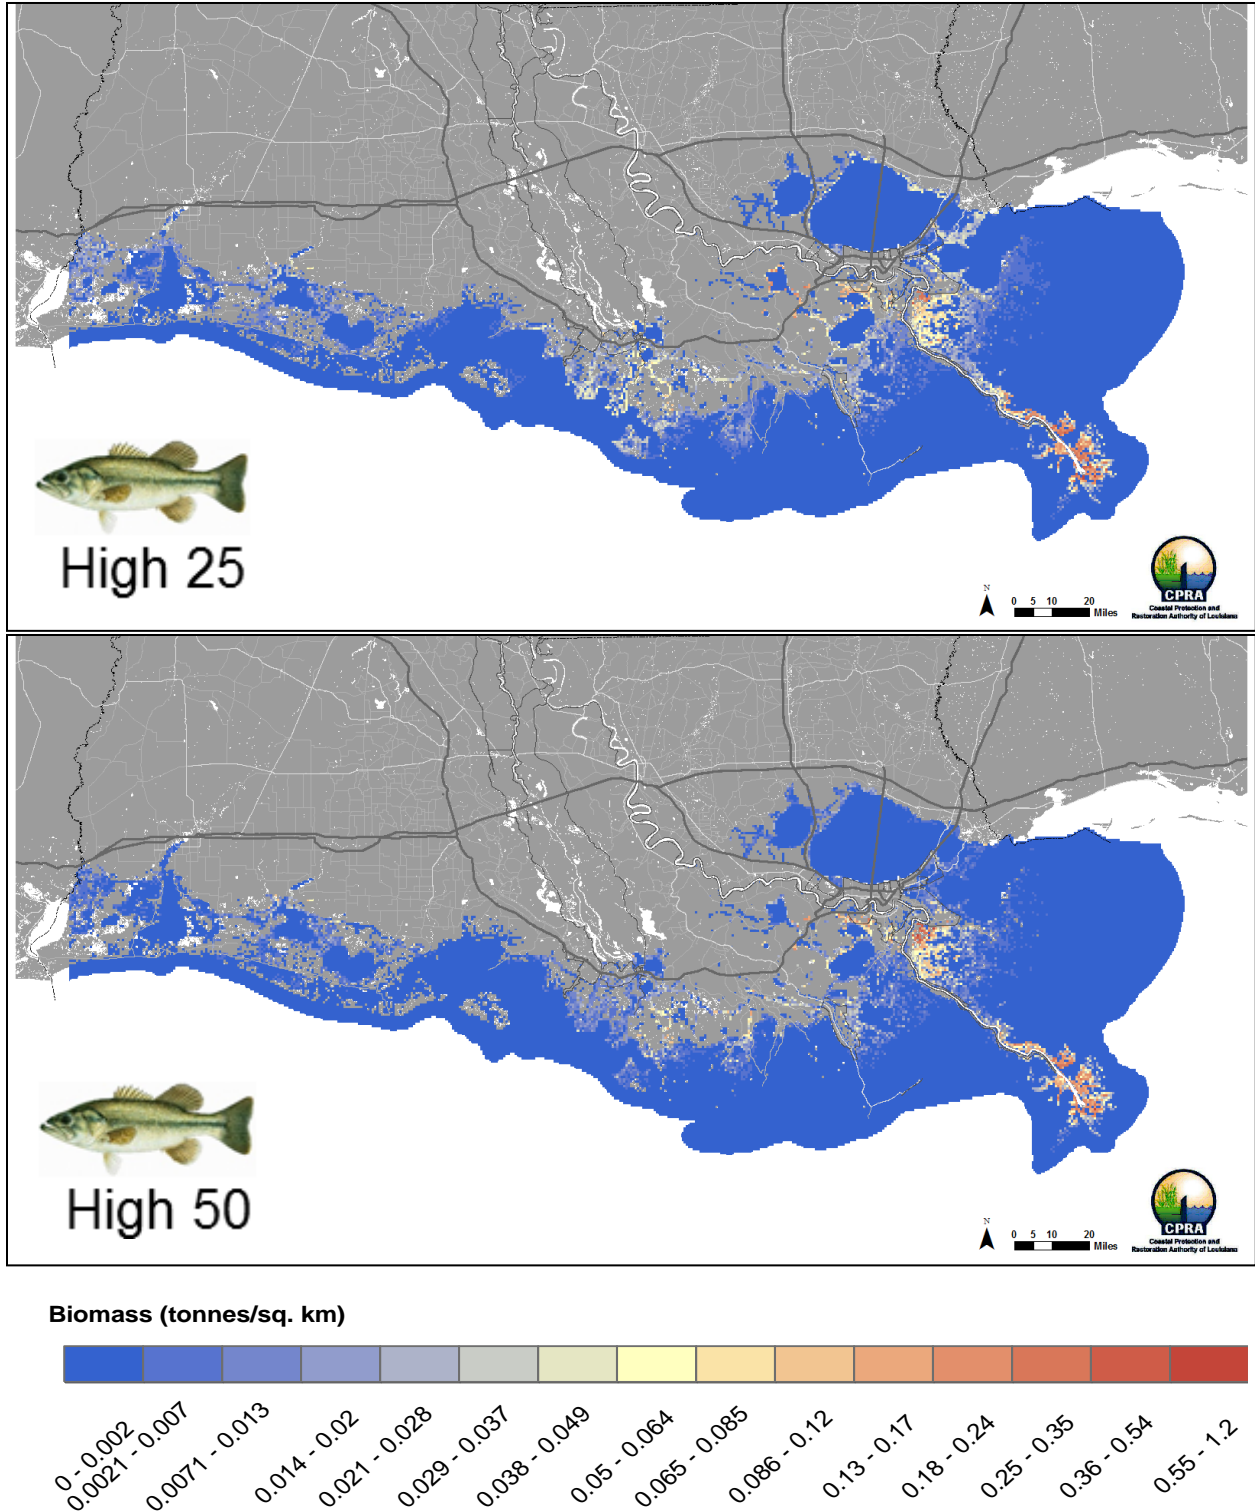 High 25
N
0 5 10 20
Miles
CPRA
Coastal Protection and
Restoration Authority of Louisiana
High 50
N
0 5 10 20
Miles
CPRA
Coastal Protection and
Restoration Authority of Louisiana
Biomass (tonnes/sq. km)
0 - 0.002
0.0021 - 0.007
0.0071 - 0.013
0.014 - 0.02
0.021 - 0.028
0.029 - 0.037
0.038 - 0.049
0.05 - 0.064
0.065 - 0.085
0.086 - 0.12
0.13 - 0.17
0.18 - 0.24
0.25 - 0.35
0.36 - 0.54
0.55 - 1.2